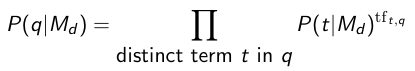 P(q|M_d) = ∏ P(t|M_d)^{tf_{t,q}}
distinct term t in q